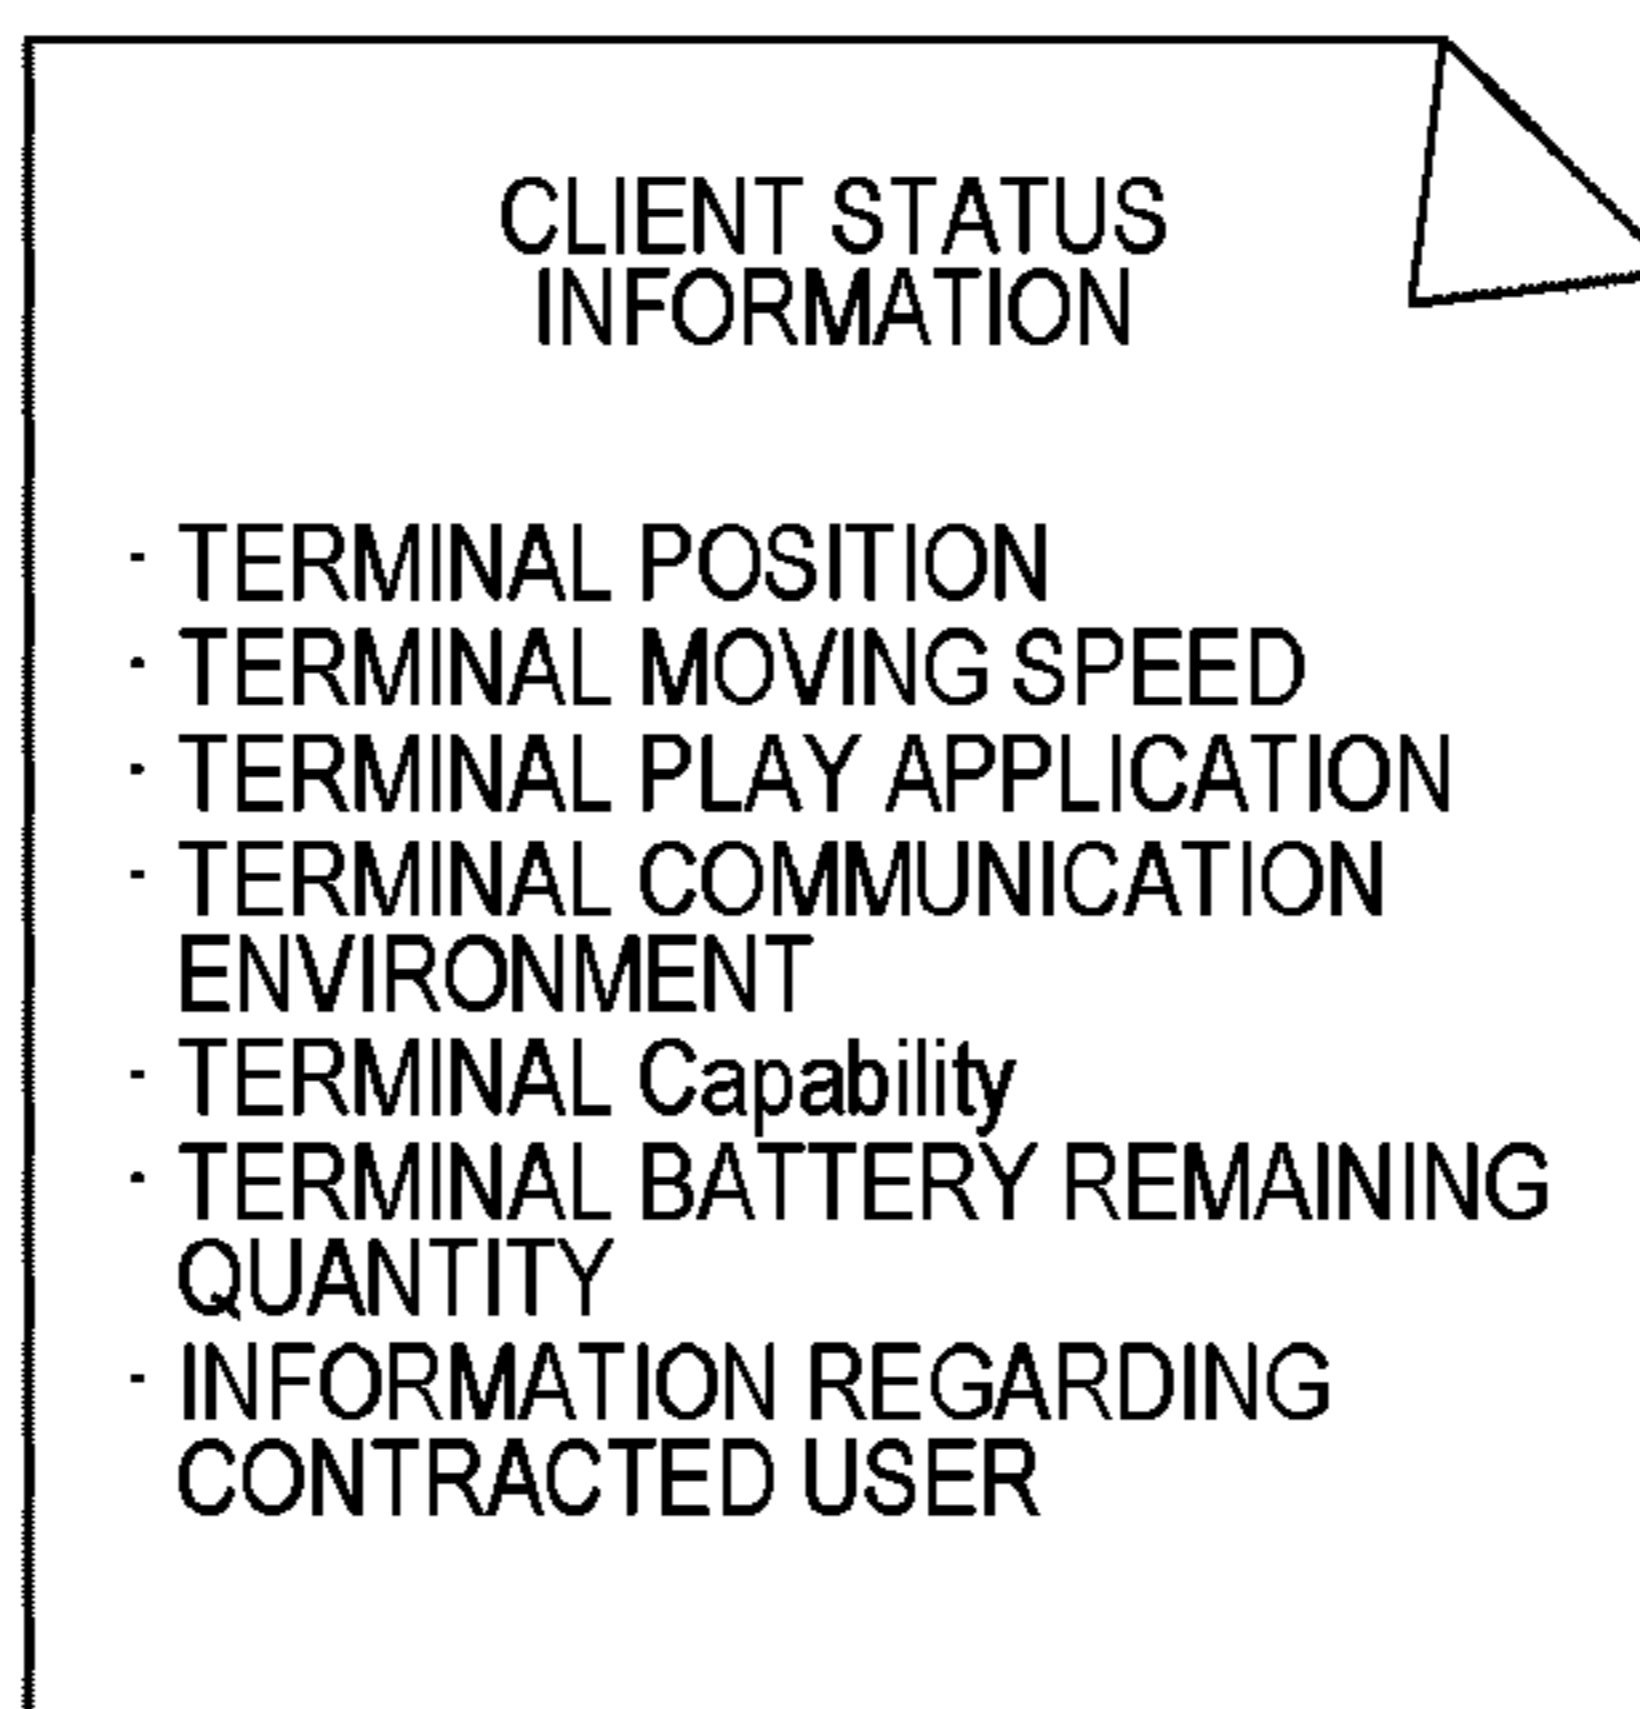 CLIENT STATUS
INFORMATION
· TERMINAL POSITION
· TERMINAL MOVING SPEED
· TERMINAL PLAY APPLICATION
· TERMINAL COMMUNICATION
ENVIRONMENT
· TERMINAL Capability
· TERMINAL BATTERY REMAINING
QUANTITY
· INFORMATION REGARDING
CONTRACTED USER